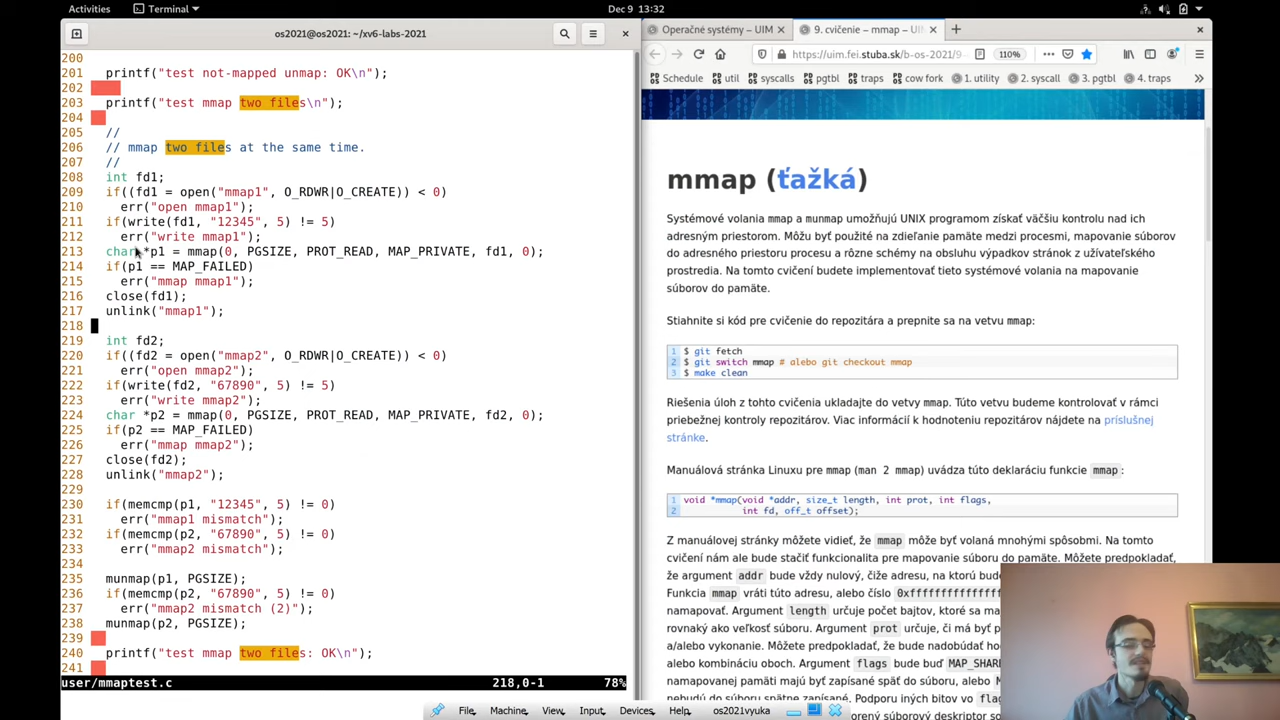 Activities
Terminal
Dec 9 13:32
os2021@os2021: ~/xv6-labs-2021
200
201 printf("test not-mapped unmap: OK\n");
202
203 printf("test mmap two files\n");
204
205 //
206 // mmap two files at the same time.
207 //
208 int fd1;
209 if((fd1 = open("mmap1", O_RDWR|O_CREATE)) < 0)
210 err("open mmap1");
211 if(write(fd1, "12345", 5) != 5)
212 err("write mmap1");
213 char *p1 = mmap(0, PGSIZE, PROT_READ, MAP_PRIVATE, fd1, 0);
214 if(p1 == MAP_FAILED)
215 err("mmap mmap1");
216 close(fd1);
217 unlink("mmap1");
218
219 int fd2;
220 if((fd2 = open("mmap2", O_RDWR|O_CREATE)) < 0)
221 err("open mmap2");
222 if(write(fd2, "67890", 5) != 5)
223 err("write mmap2");
224 char *p2 = mmap(0, PGSIZE, PROT_READ, MAP_PRIVATE, fd2, 0);
225 if(p2 == MAP_FAILED)
226 err("mmap mmap2");
227 close(fd2);
228 unlink("mmap2");
229
230 if(memcmp(p1, "12345", 5) != 0)
231 err("mmap1 mismatch");
232 if(memcmp(p2, "67890", 5) != 0)
233 err("mmap2 mismatch");
234
235 munmap(p1, PGSIZE);
236 if(memcmp(p2, "67890", 5) != 0)
237 err("mmap2 mismatch (2)");
238 munmap(p2, PGSIZE);
239
240 printf("test mmap two files: OK\n");
241
user/mmaptest.c 218,0-1 78%
Operačné systémy – UIM
9. cvičenie – mmap – UIM
https://uim.fei.stuba.sk/b-os-2021/9
110%
Schedule util syscalls pgtbl traps cow fork 1. utility 2. syscall 3. pgtbl 4. traps
mmap (ťažká)
Systémové volania mmap a munmap umožňujú UNIX programom získať väčšiu kontrolu nad ich
adresným priestorom. Môžu byť použité na zdieľanie pamäte medzi procesmi, mapovanie súborov
do adresného priestoru procesu a rôzne schémy na obsluhu výpadkov stránok z užívateľského
prostredia. Na tomto cvičení budete implementovať tieto systémové volania na mapovanie
súborov do pamäte.
Stiahnite si kód pre cvičenie do repozitára a prepnite sa na vetvu mmap:
1 $ git fetch
2 $ git switch mmap # alebo git checkout mmap
3 $ make clean
Riešenia úloh z tohto cvičenia ukladajte do vetvy mmap. Túto vetvu budeme kontrolovať v rámci
priebežnej kontroly repozitárov. Viac informácií k hodnoteniu repozitárov nájdete na príslušnej
stránke.
Manuálová stránka Linuxu pre mmap (man 2 mmap) uvádza túto deklaráciu funkcie mmap:
1 void *mmap(void *addr, size_t length, int prot, int flags,
2 int fd, off_t offset);
Z manuálovej stránky môžete vidieť, že mmap môže byť volaná mnohými spôsobmi. Na tomto
cvičení nám ale bude stačiť funkcionalita pre mapovanie súboru do pamäte. Môžete predpokladať,
že argument addr bude vždy nulový, čiže adresu, na ktorú bude
Funkcia mmap vráti túto adresu, alebo číslo 0xffffffffffffff
namapovať. Argument length určuje počet bajtov, ktoré sa ma
rovnaký ako veľkosť súboru. Argument prot určuje, či má byť p
a/alebo vykonanie. Môžete predpokladať, že bude nadobúdať ho
alebo kombináciu oboch. Argument flags bude buď MAP_SHARE
namapovanej pamäti majú byť zapísané späť do súboru, alebo
nebudú do súboru spätne zapísané. Podporu iných bitov vo flag
orený súborový deskriptor so
File Machine View Input Devices Help os2021vyuka